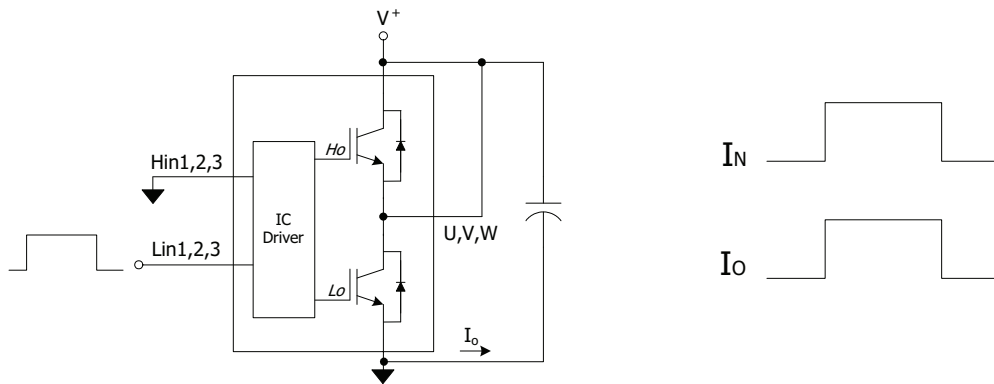 V+
Ho
Hin1,2,3
IC
Driver
U,V,W
Lin1,2,3
Lo
Io
IN
IO